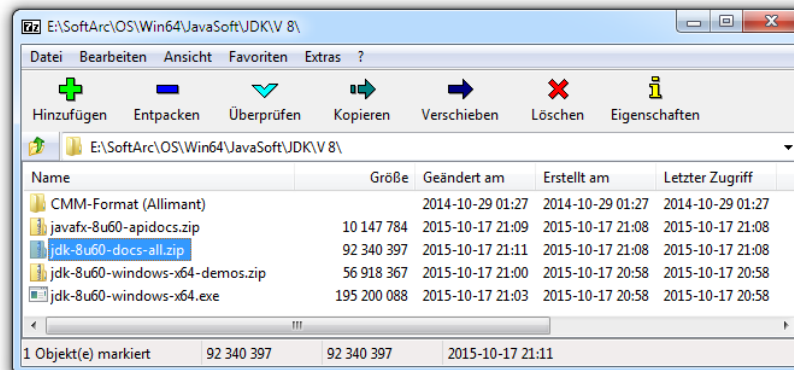 E:\SoftArc\OS\Win64\JavaSoft\JDK\V 8\
Datei Bearbeiten Ansicht Favoriten Extras ?
Hinzufügen Entpacken Überprüfen Kopieren Verschieben Löschen Eigenschaften
E:\SoftArc\OS\Win64\JavaSoft\JDK\V 8\
Name Größe Geändert am Erstellt am Letzter Zugriff
CMM-Format (Allimant) 2014-10-29 01:27 2014-10-29 01:27 2014-10-29 01:27
javafx-8u60-apidocs.zip 10 147 784 2015-10-17 21:09 2015-10-17 21:08 2015-10-17 21:08
jdk-8u60-docs-all.zip 92 340 397 2015-10-17 21:11 2015-10-17 21:08 2015-10-17 21:08
jdk-8u60-windows-x64-demos.zip 56 918 367 2015-10-17 21:00 2015-10-17 20:58 2015-10-17 20:58
jdk-8u60-windows-x64.exe 195 200 088 2015-10-17 21:03 2015-10-17 20:58 2015-10-17 20:58
1 Objekt(e) markiert 92 340 397 92 340 397 2015-10-17 21:11